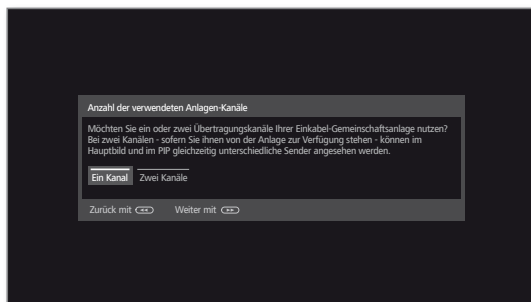 Anzahl der verwendeten Anlagen-Kanäle
Möchten Sie ein oder zwei Übertragungskanäle Ihrer Einkabel-Gemeinschaftsanlage nutzen?
Bei zwei Kanälen - sofern Sie ihnen von der Anlage zur Verfügung stehen - können im
Hauptbild und im PIP gleichzeitig unterschiedliche Sender angesehen werden.
Ein Kanal Zwei Kanäle
Zurück mit Weiter mit